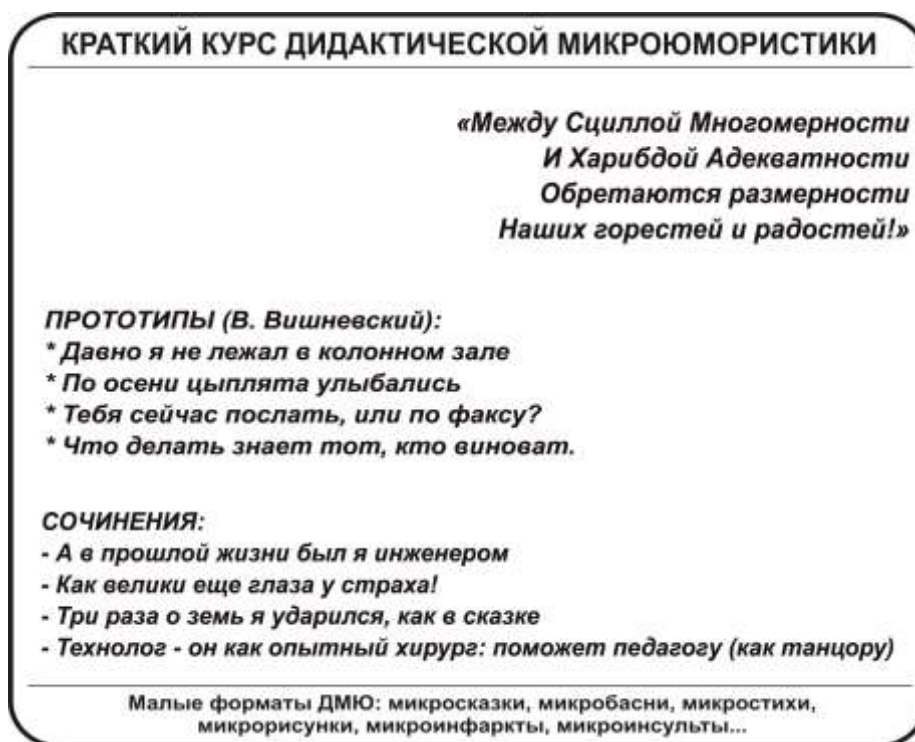 КРАТКИЙ КУРС ДИДАКТИЧЕСКОЙ МИКРОЮМОРИСТИКИ
«Между Сциллой Многомерности
И Харибдой Адекватности
Обретаются размерности
Наших горестей и радостей!»
ПРОТОТИПЫ (В. Вишневский):
* Давно я не лежал в колонном зале
* По осени цыплята улыбались
* Тебя сейчас послать, или по факсу?
* Что делать знает тот, кто виноват.
СОЧИНЕНИЯ:
- А в прошлой жизни был я инженером
- Как велики еще глаза у страха!
- Три раза о земь я ударился, как в сказке
- Технолог - он как опытный хирург: поможет педагогу (как танцору)
Малые форматы ДМЮ: микросказки, микробасни, микростихи,
микрорисунки, микроинфаркты, микроинсульты...